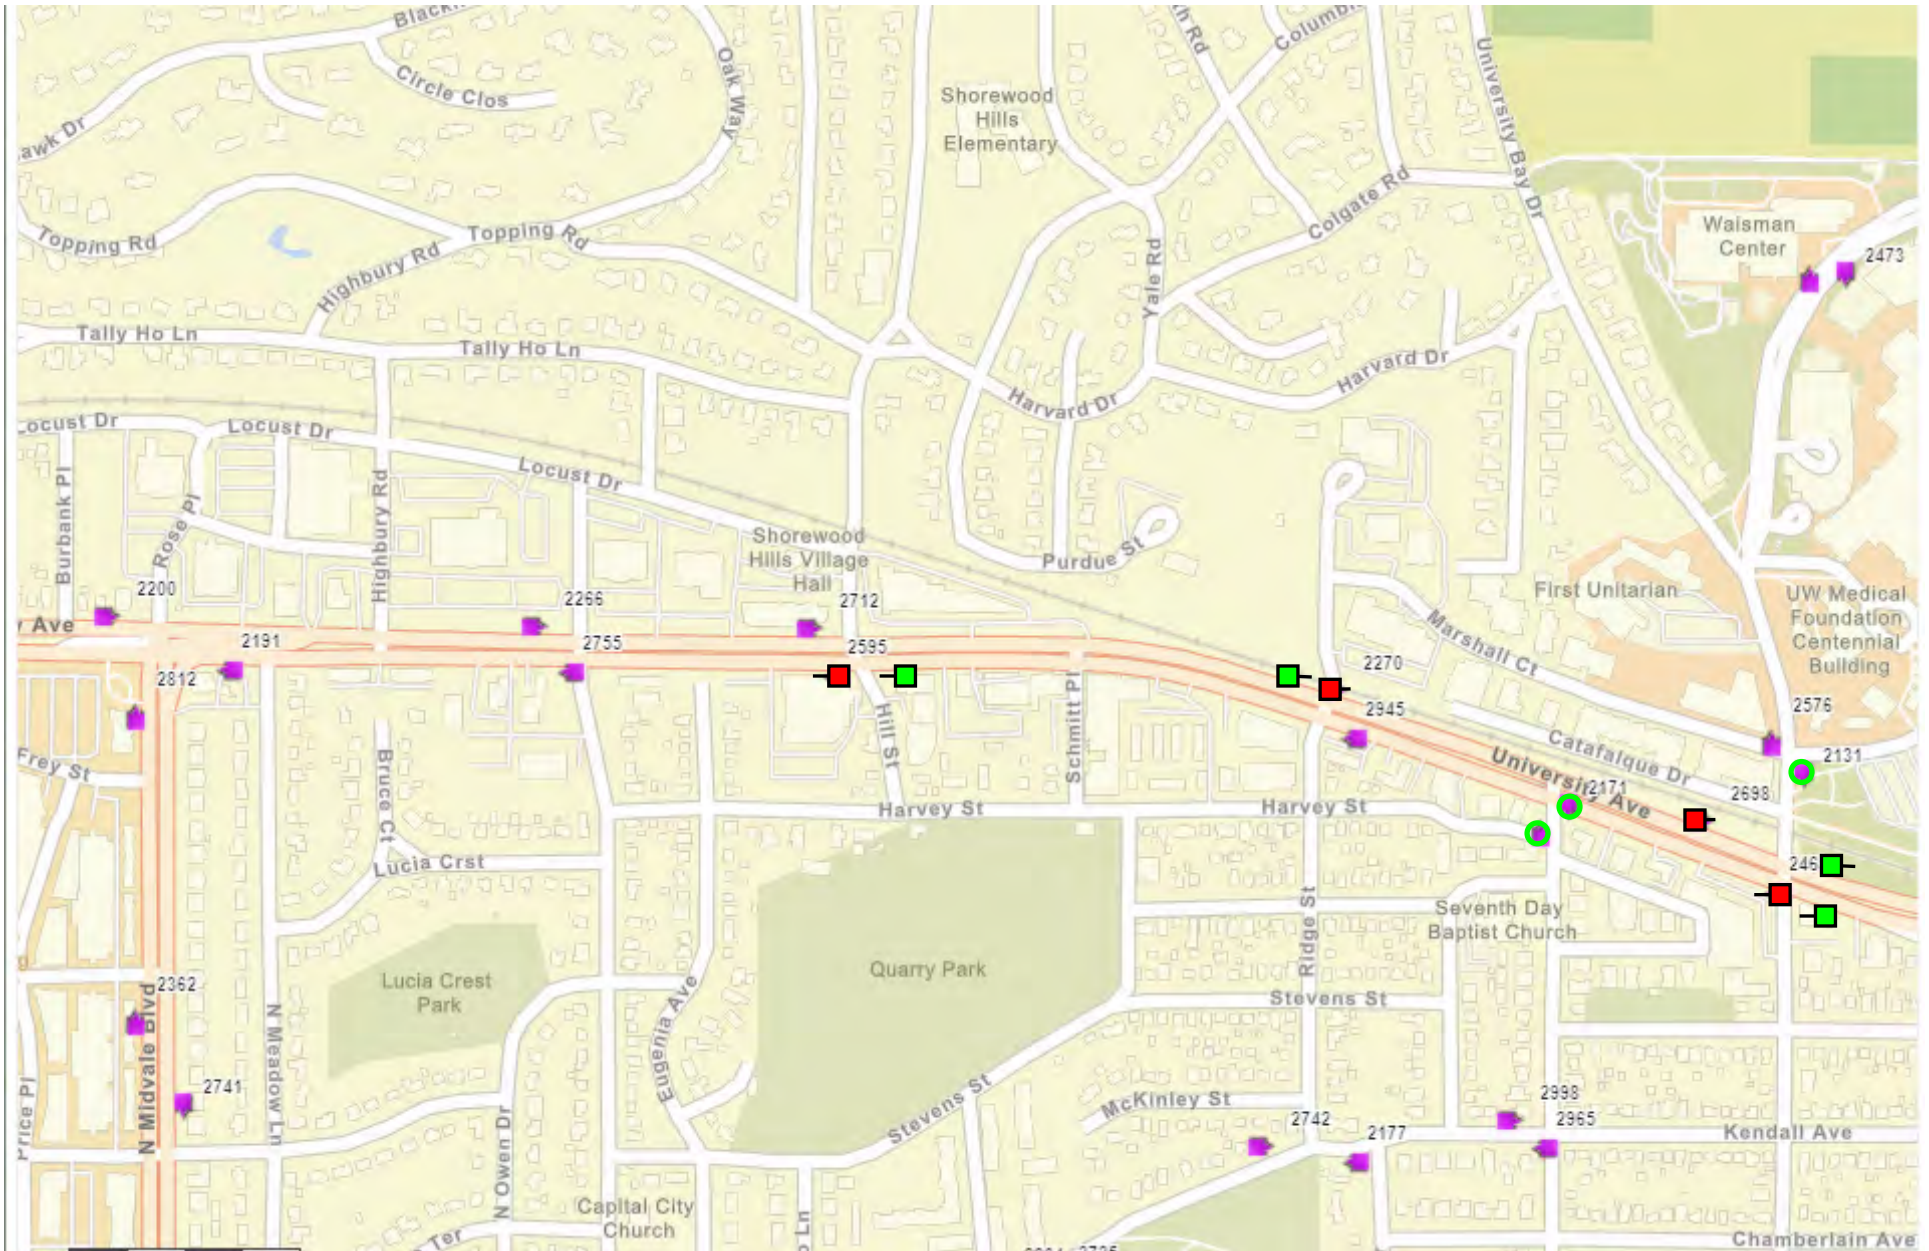 Oak Way
Circle Clos
Shorewood
Hills
Elementary
University Bay Dr
Colgate Rd
Waisman
Center
2473
Topping Rd
Topping Rd
Highbury Rd
Yale Rd
Tally Ho Ln
Tally Ho Ln
Harvard Dr
Harvard Dr
Locust Dr
Locust Dr
Locust Dr
Burbank Pl
Rose Pl
Highbury Rd
Shorewood
Hills Village
Hall
Purdue St
2200
2266
2712
First Unitarian
UW Medical
Foundation
Centennial
Building
Marshall Ct
Ave
2191
2755
2595
2270
2812
2945
2576
Hill St
Schmitt Pl
Catafalque Dr
2131
Frey St
Bruce Ct
University Ave
2171
2698
Harvey St
Harvey St
Lucia Crst
246
Ridge St
Seventh Day
Baptist Church
Quarry Park
Lucia Crest
Park
2362
N Midvale Blvd
N Meadow Ln
Eugenia Ave
Stevens St
Price Pl
2741
N Owen Dr
Stevens St
McKinley St
2742
2177
2998
2965
Kendall Ave
Capital City
Church
Ter
Ln
Chamberlain Ave